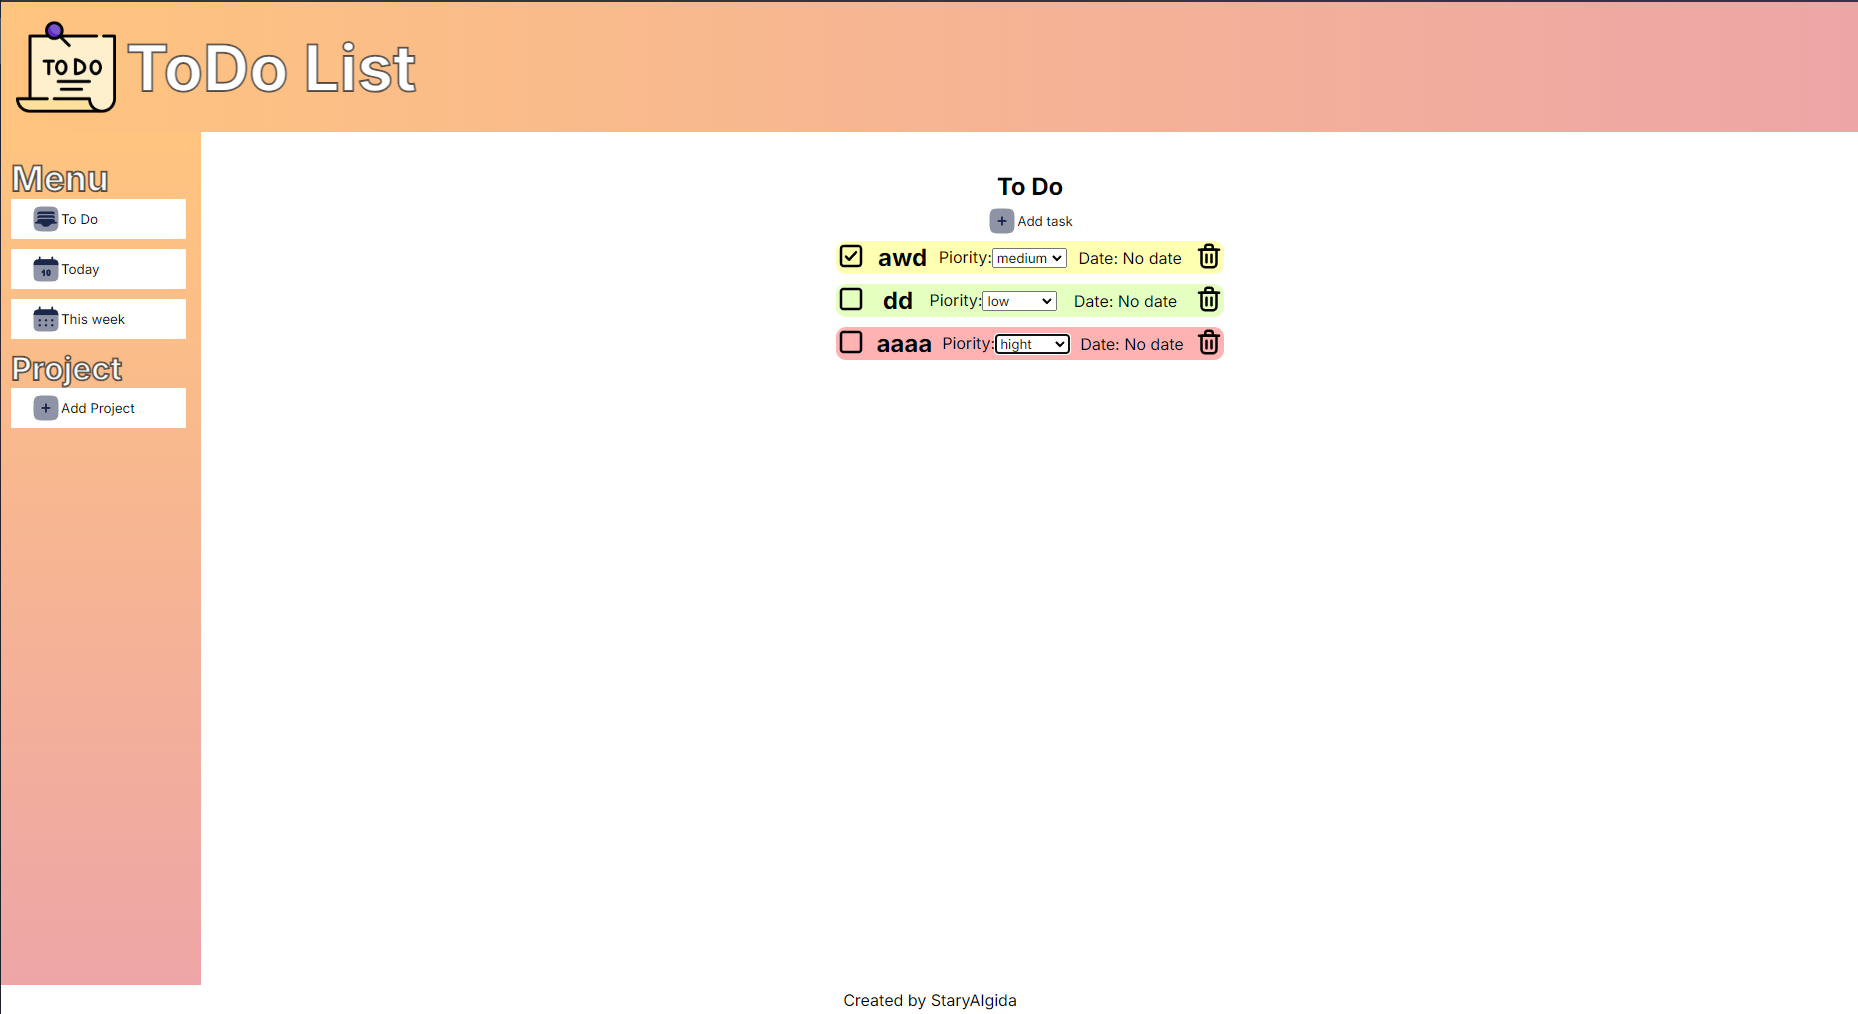 TO DO
ToDo List
Menu
To Do
10
Today
This week
Project
Add Project
To Do
Add task
awd Piority: medium Date: No date
dd Piority: low Date: No date
aaaa Piority: hight Date: No date
Created by StaryAlgida